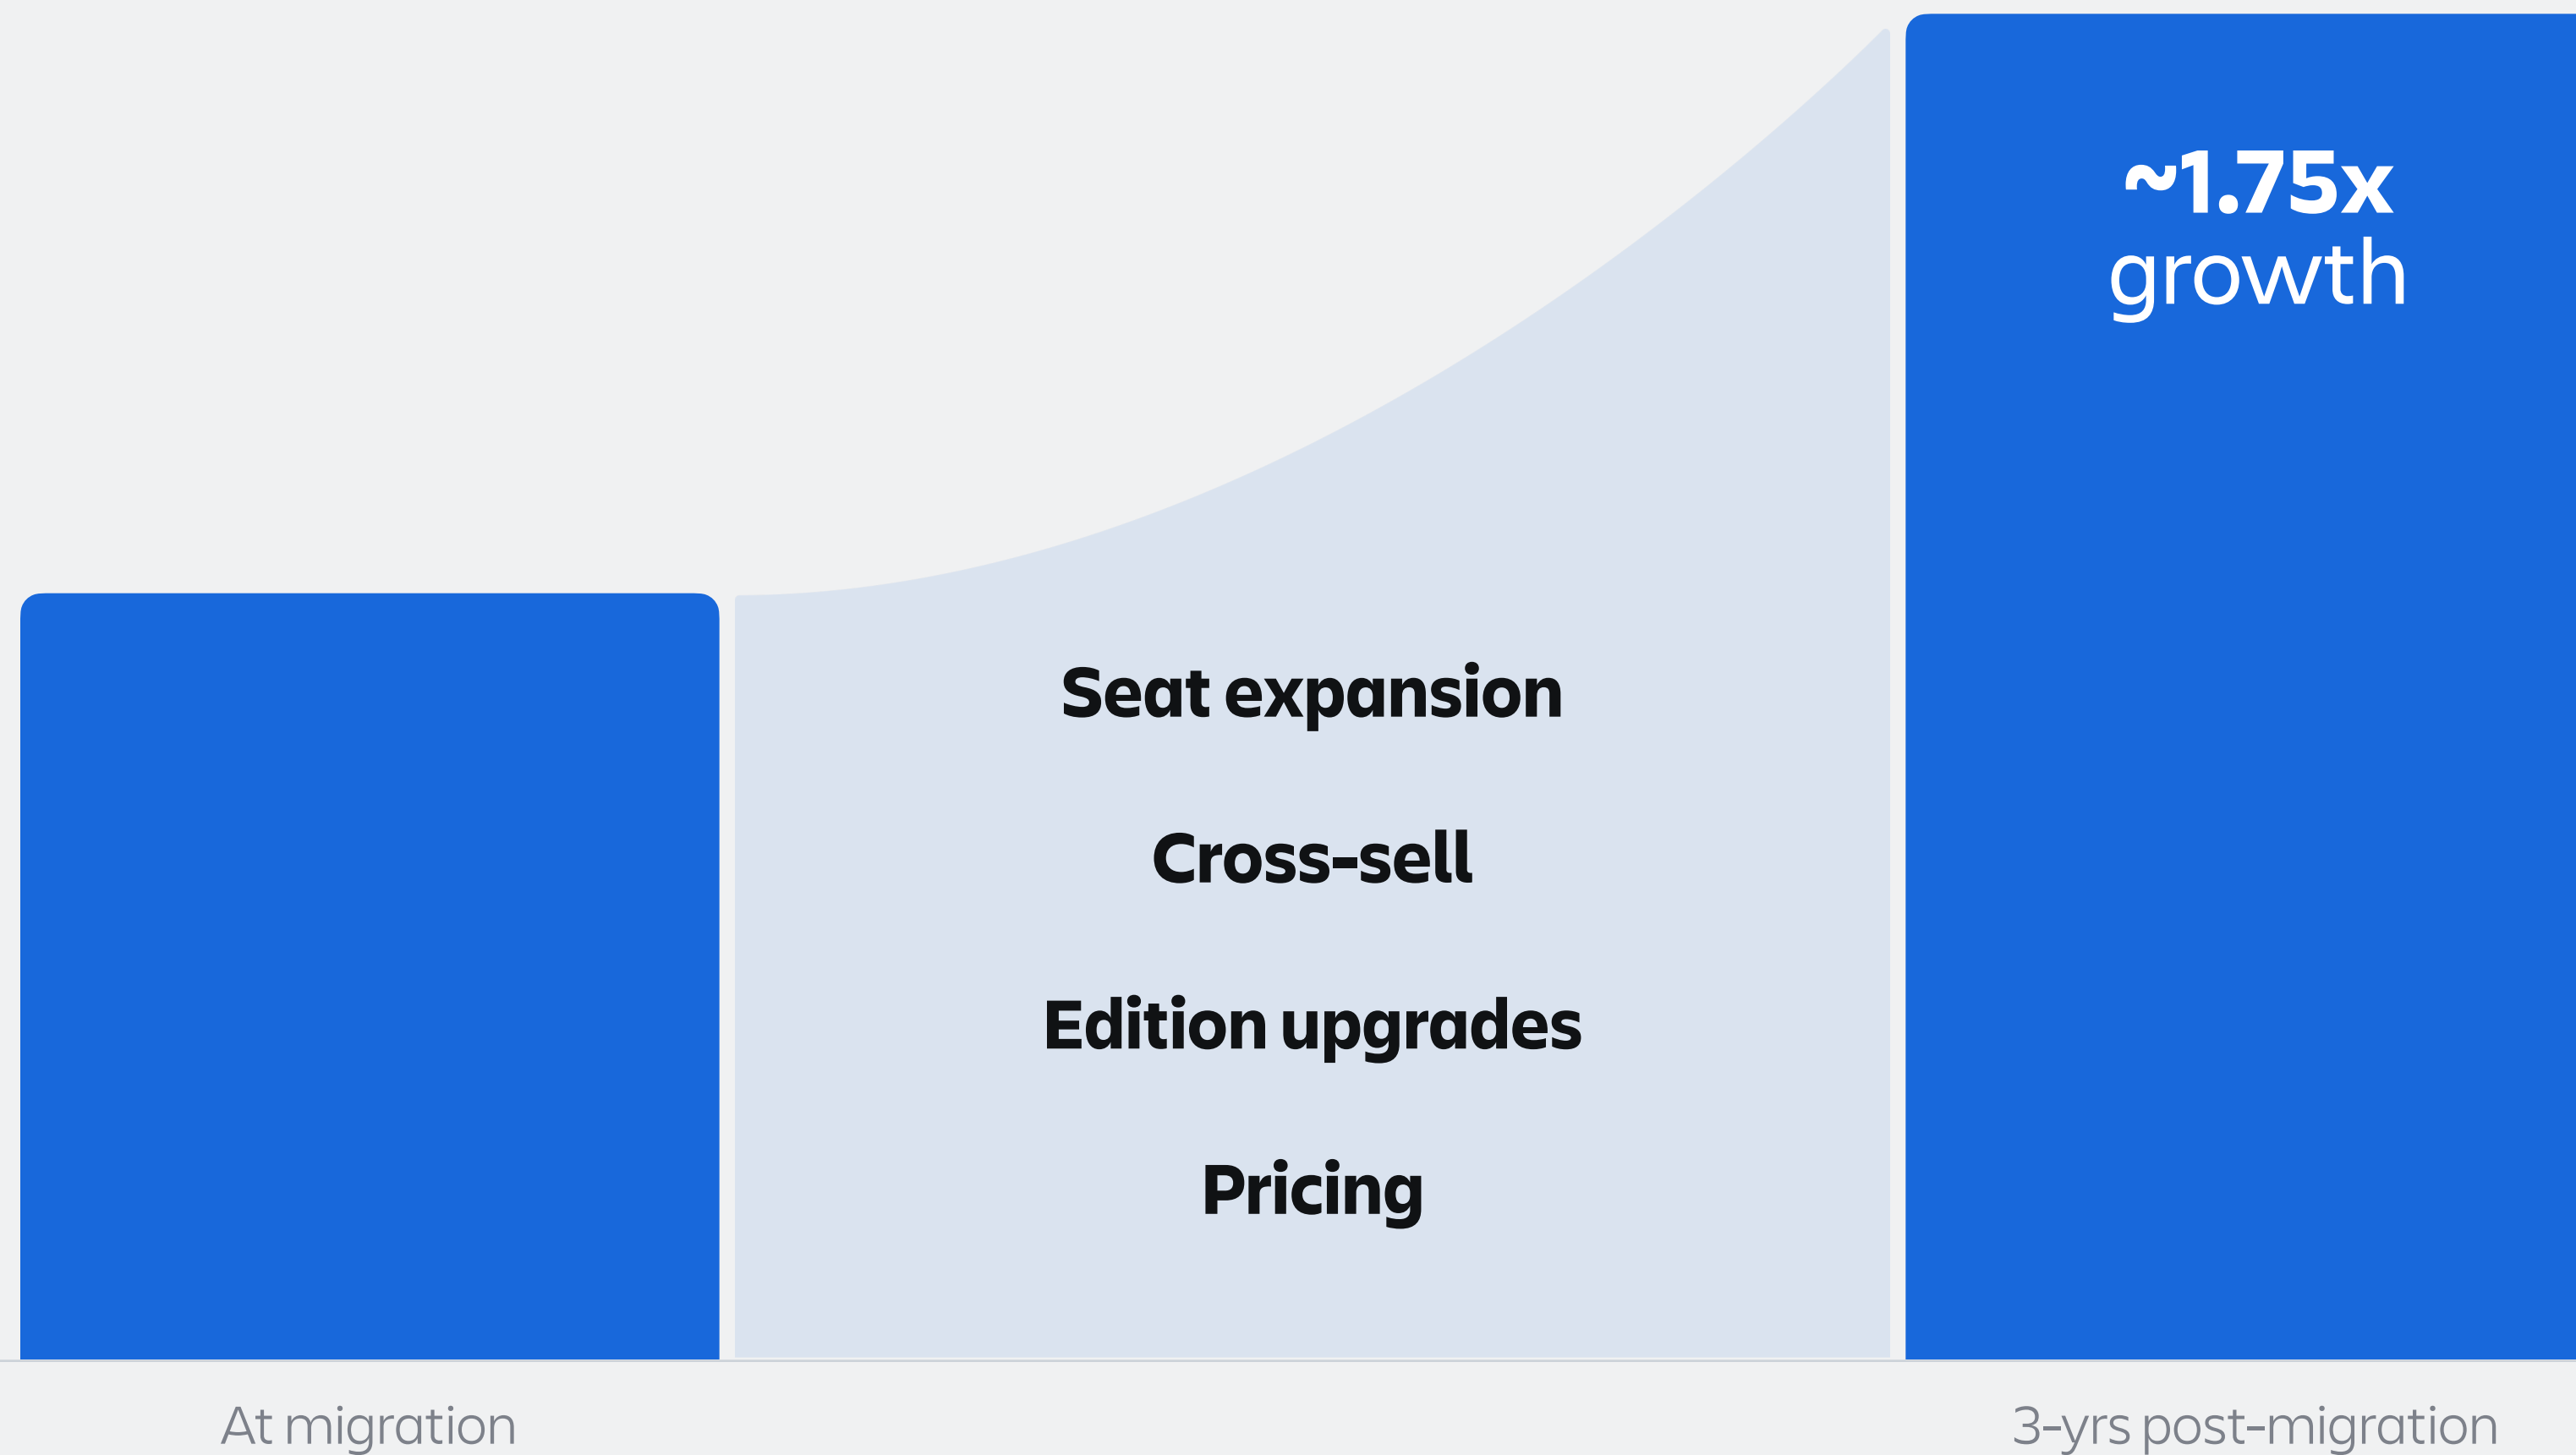 ~1.75x
growth
Seat expansion
Cross-sell
Edition upgrades
Pricing
At migration
3-yrs post-migration